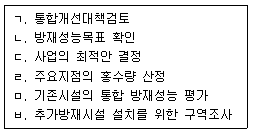 ㄱ. 통합개선대책검토
ㄴ. 방재성능목표 확인
ㄷ. 사업의 최적안 결정
ㄹ. 주요지점의 홍수량 산정
ㅁ. 기존시설의 통합 방재성능 평가
ㅂ. 추가방재시설 설치를 위한 구역조사